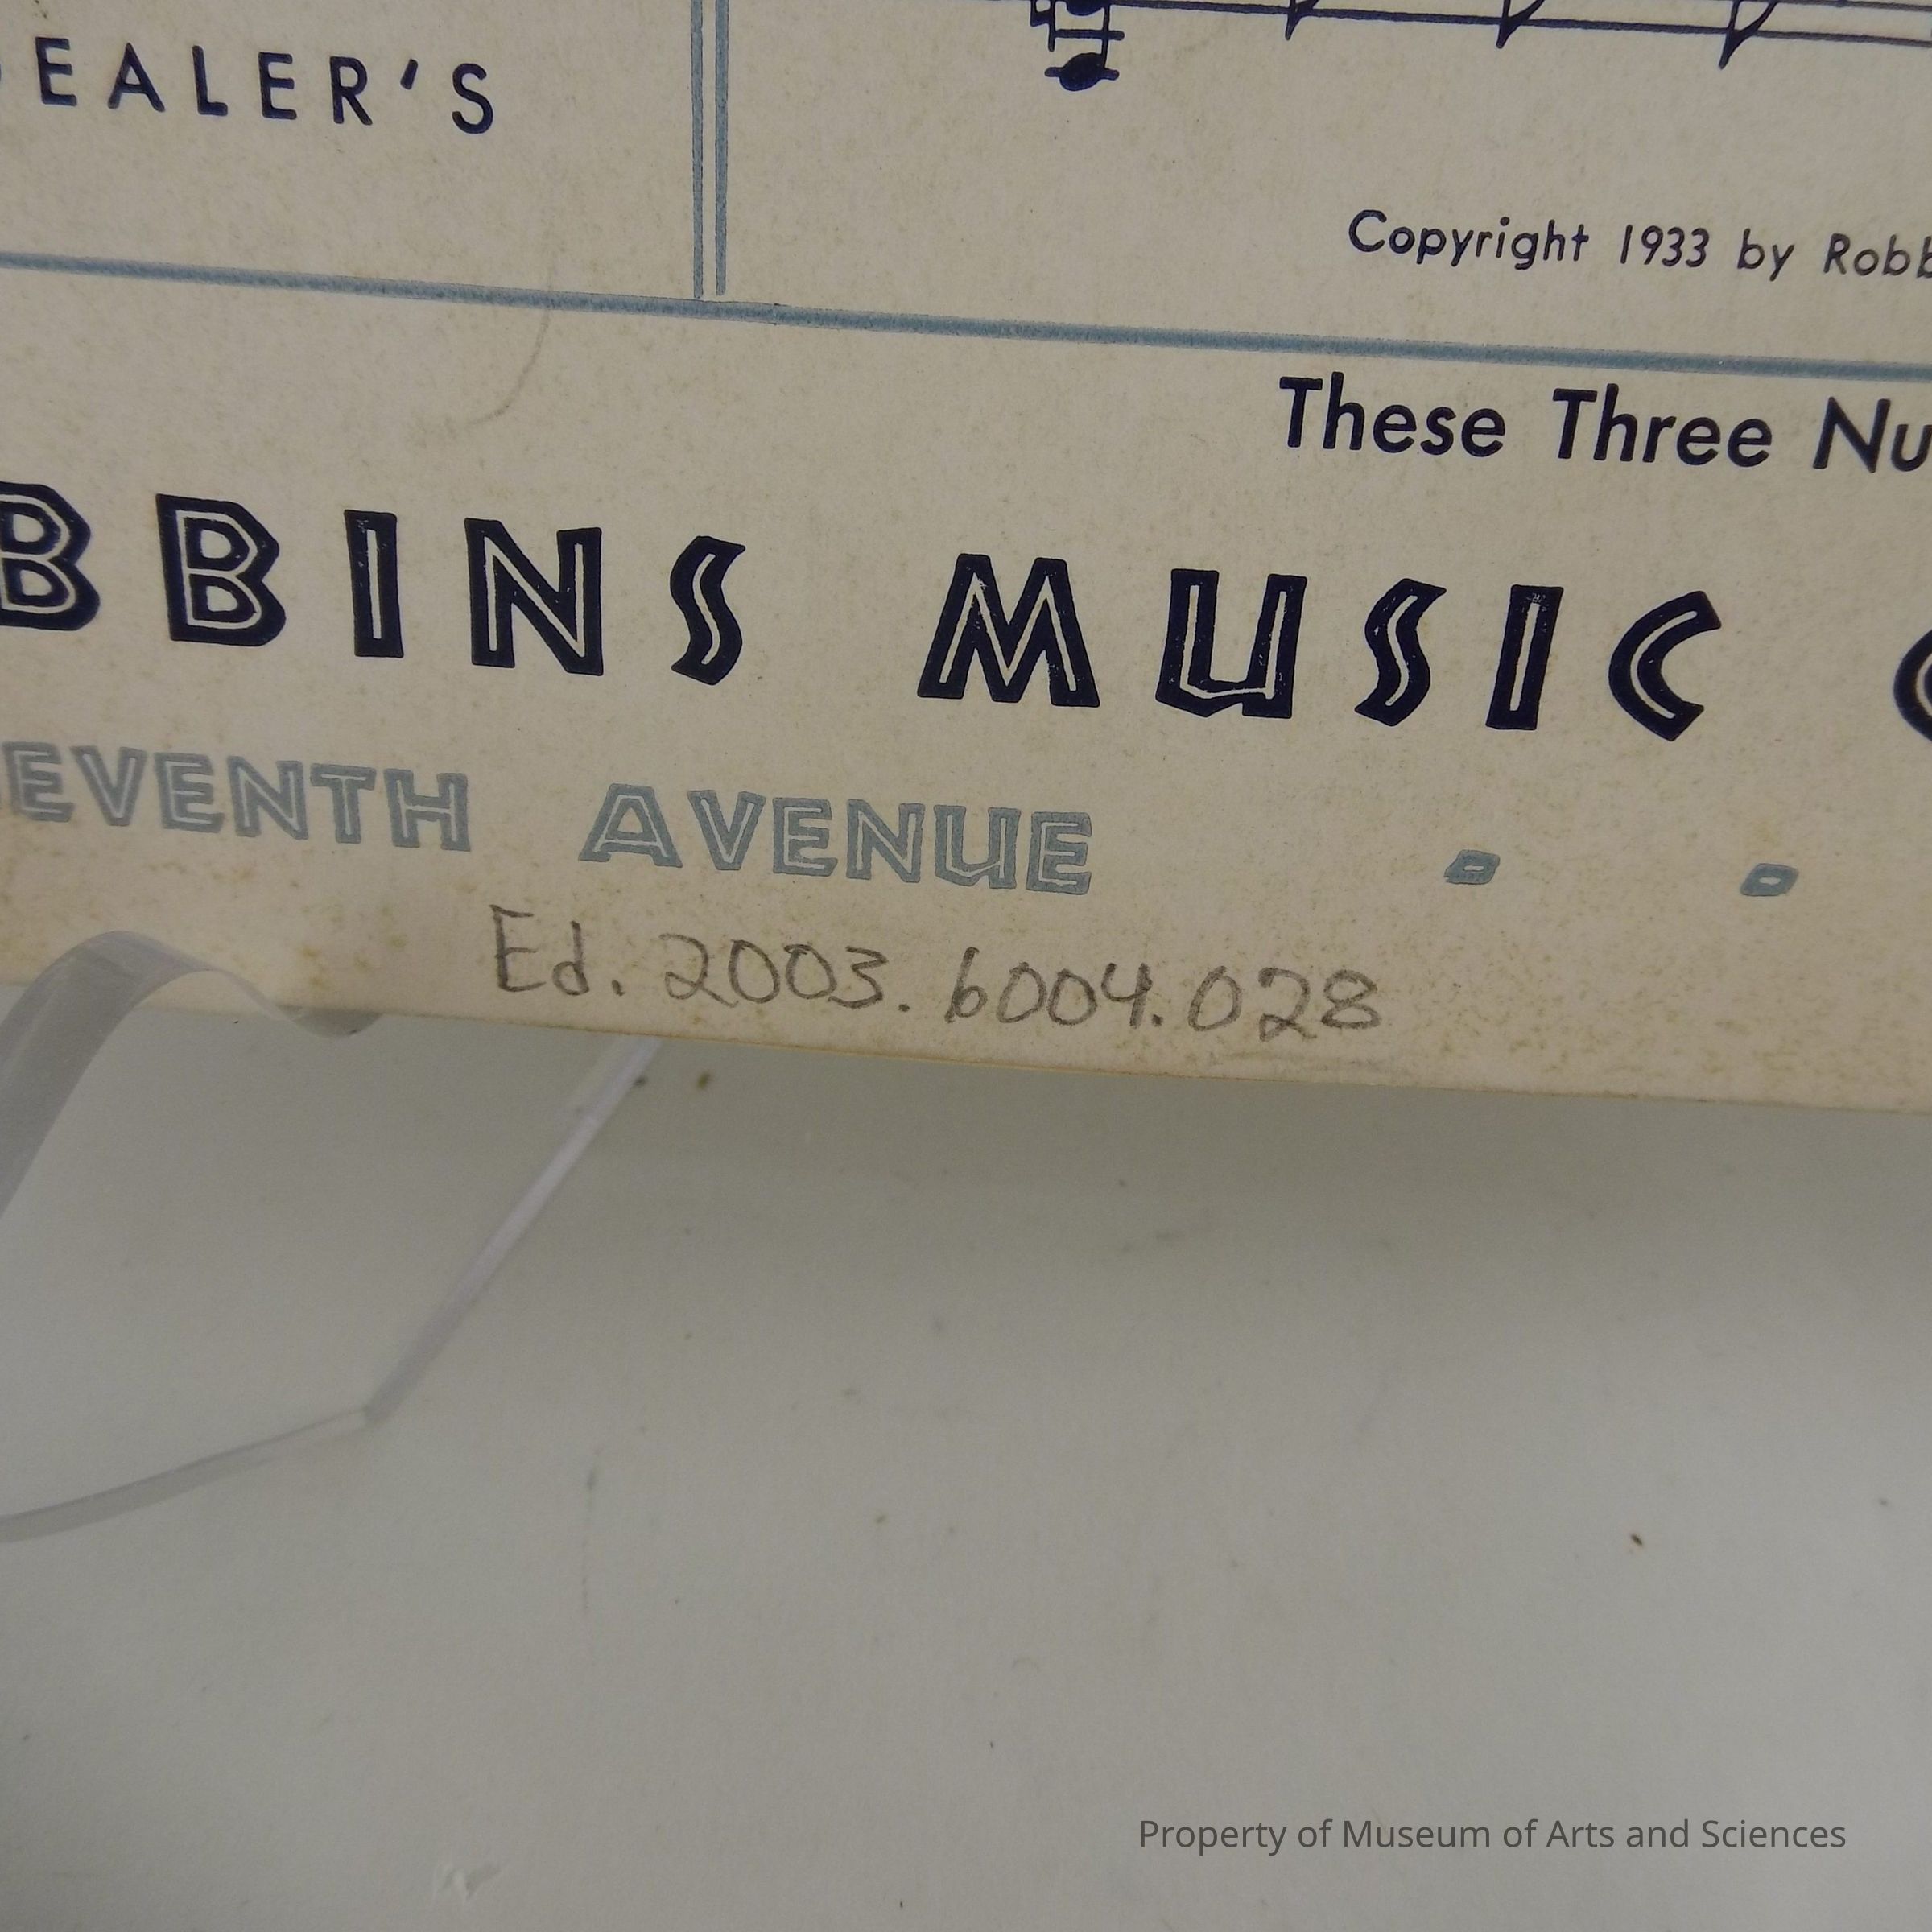 DEALER'S
Copyright 1933 by Robb
These Three Nu
BBINS MUSIC C
EVENTH AVENUE
Ed. 2003.6004.028
Property of Museum of Arts and Sciences